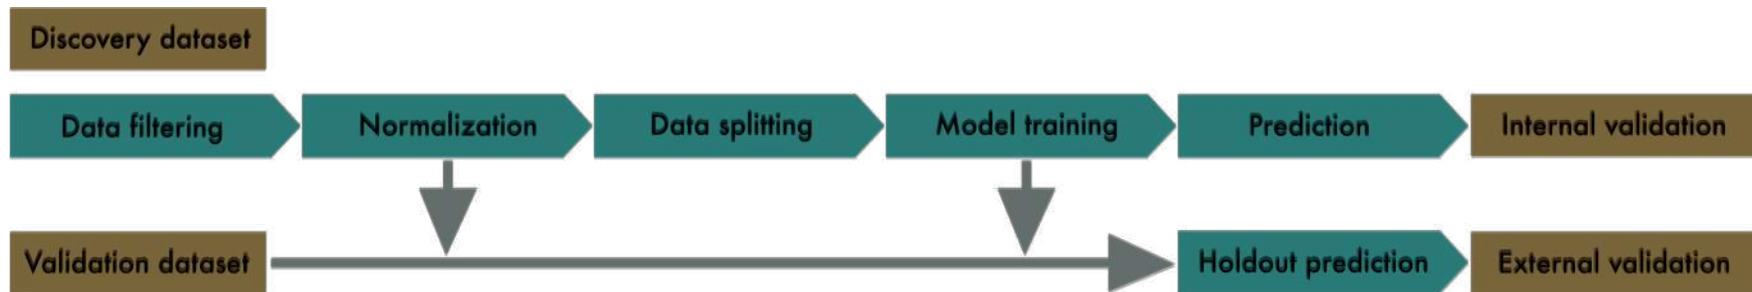 Discovery dataset
Data filtering
Normalization
Data splitting
Model training
Prediction
Internal validation
Validation dataset
Holdout prediction
External validation